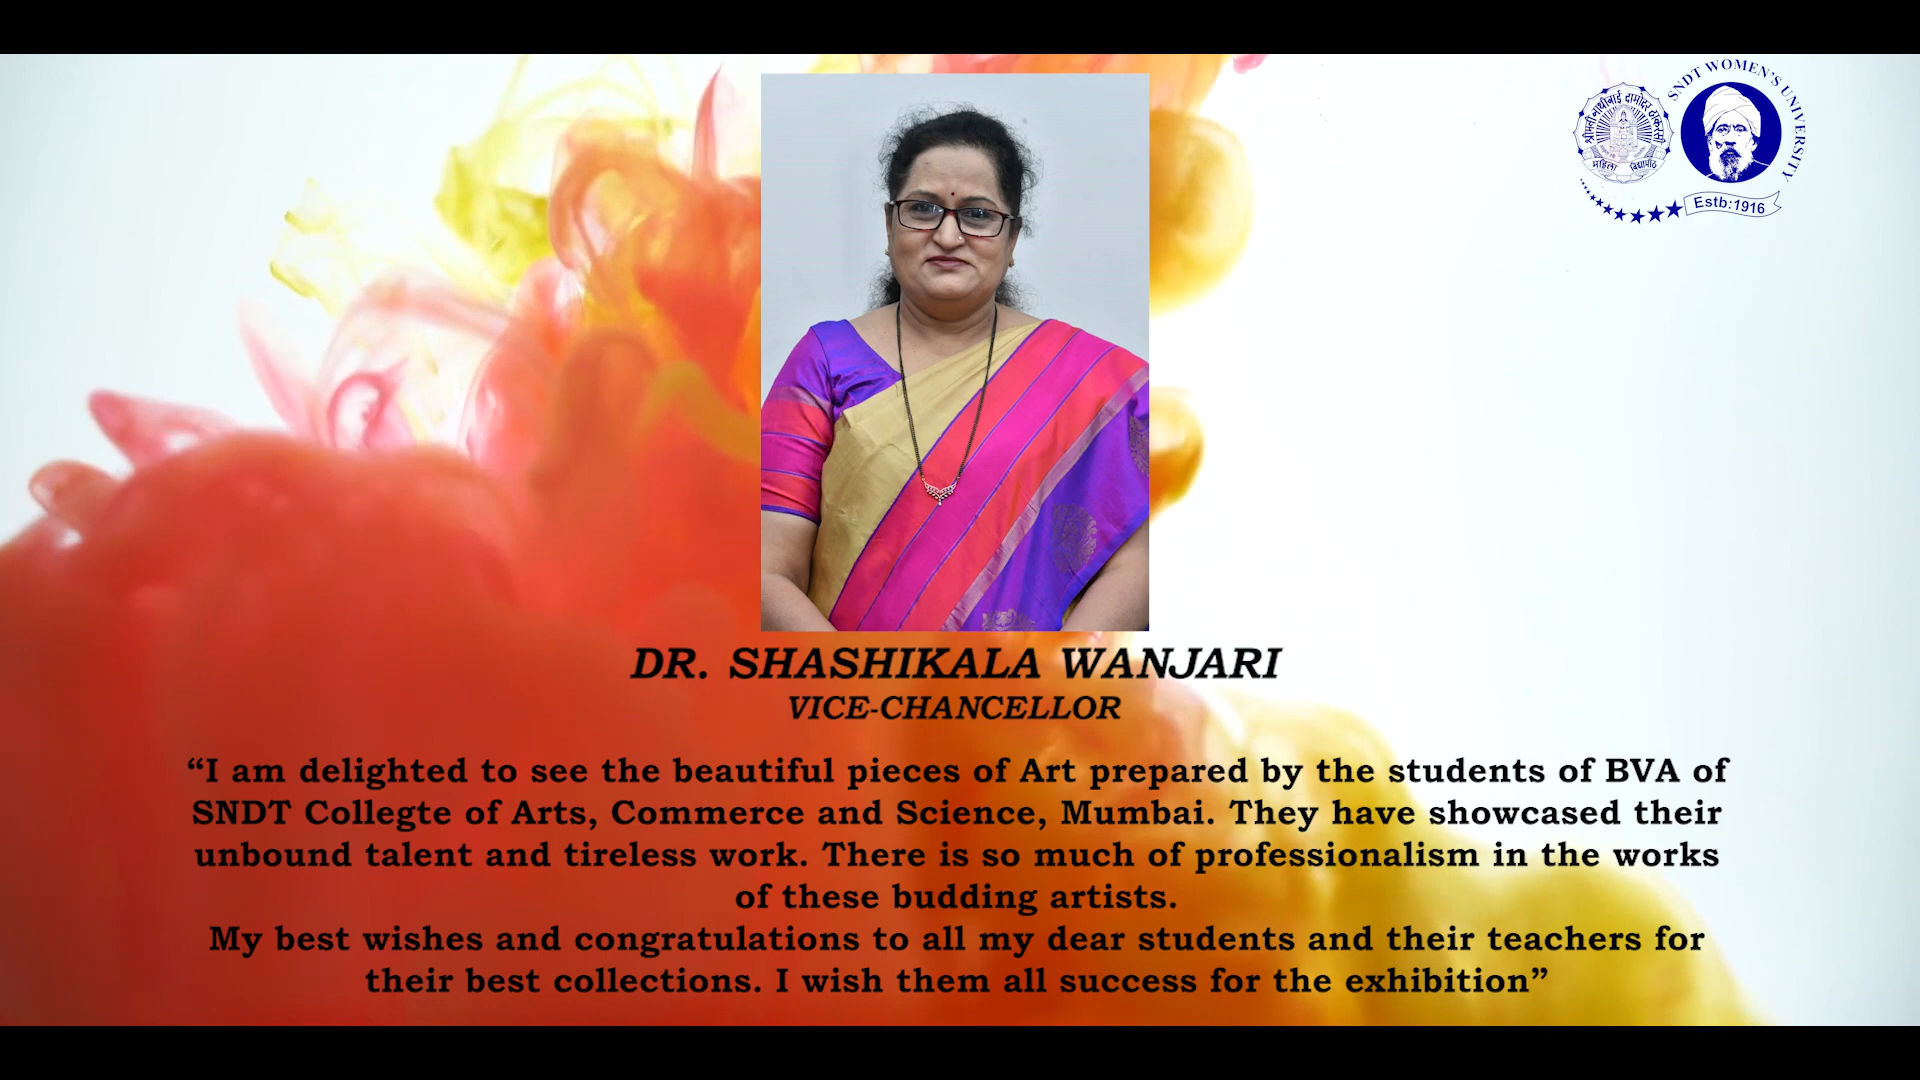 SNDT WOMEN'S UNIVERSITY
श्रीमती नाथीबाई दामोदर ठाकरसी
महिला विद्यापीठ
Estb:1916
DR. SHASHIKALA WANJARI
VICE-CHANCELLOR
“I am delighted to see the beautiful pieces of Art prepared by the students of BVA of
SNDT Collegte of Arts, Commerce and Science, Mumbai. They have showcased their
unbound talent and tireless work. There is so much of professionalism in the works
of these budding artists.
My best wishes and congratulations to all my dear students and their teachers for
their best collections. I wish them all success for the exhibition”